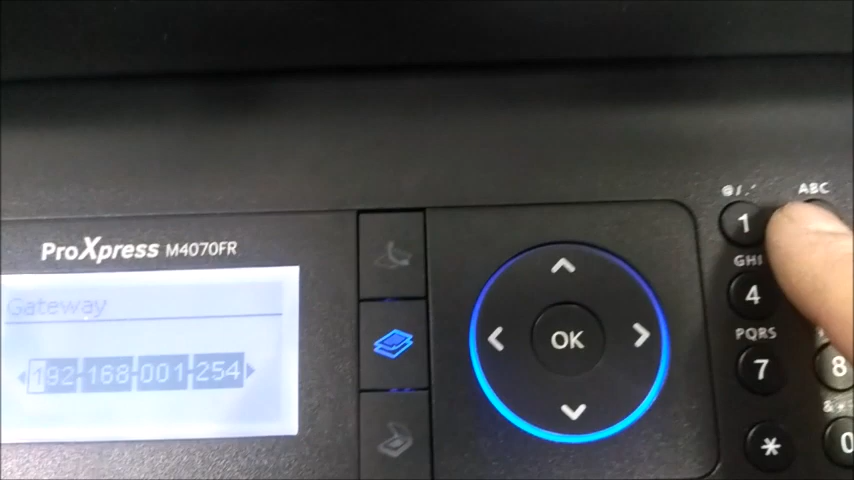 ProXpress M4070FR
Gateway
192-168-001-254
OK
@/.'
ABC
1
GHI
4
PQRS
7
8
*
0